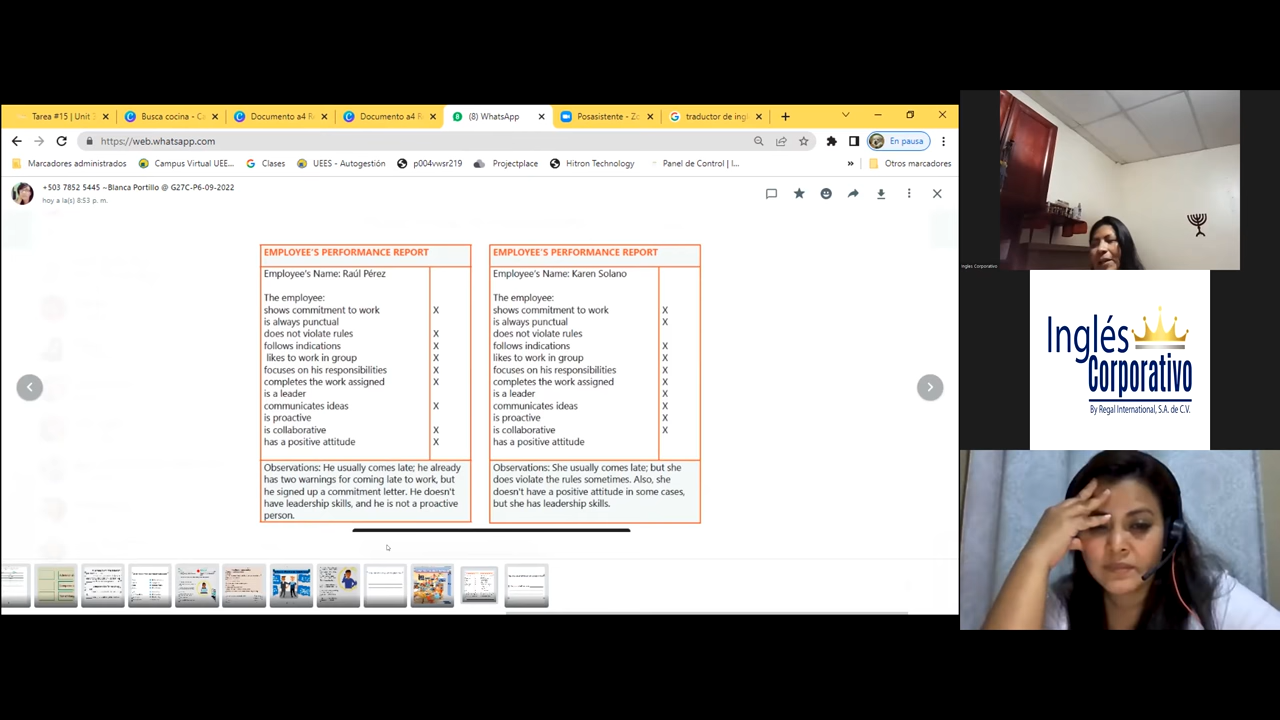 Tarea #15 | Unit
Busca cocina - Ca
Documento a4 R
Documento a4 R
(8) WhatsApp
Posasistente - Zo
traductor de ingl
https://web.whatsapp.com
En pausa
Marcadores administrados
Campus Virtual UEE...
Clases
UEES - Autogestión
p004vwsr219
Projectplace
Hitron Technology
Panel de Control | I...
»
Otros marcadores
+503 7852 5445 ~Blanca Portillo @ G27C-P6-09-2022
hoy a la(s) 8:53 p. m.
EMPLOYEE'S PERFORMANCE REPORT
Employee's Name: Raúl Pérez
The employee:
shows commitment to work X
is always punctual
does not violate rules X
follows indications X
likes to work in group X
focuses on his responsibilities X
completes the work assigned X
is a leader
communicates ideas X
is proactive
is collaborative X
has a positive attitude X
Observations: He usually comes late; he already
has two warnings for coming late to work, but
he signed up a commitment letter. He doesn't
have leadership skills, and he is not a proactive
person.
EMPLOYEE'S PERFORMANCE REPORT
Employee's Name: Karen Solano
The employee:
shows commitment to work X
is always punctual X
does not violate rules
follows indications X
likes to work in group X
focuses on his responsibilities X
completes the work assigned X
is a leader X
communicates ideas X
is proactive X
is collaborative X
has a positive attitude
Observations: She usually comes late; but she
does violate the rules sometimes. Also, she
doesn't have a positive attitude in some cases,
but she has leadership skills.
Inglés Corporativo
Inglés
Corporativo
By Regal International, S.A. de C.V.